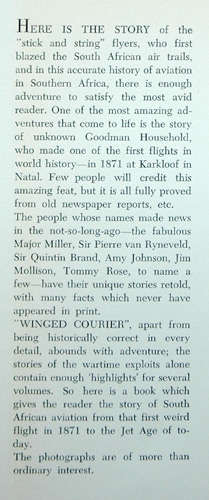 HERE IS THE STORY of the
"stick and string" flyers, who first
blazed the South African air trails,
and in this accurate history of aviation
in Southern Africa, there is enough
adventure to satisfy the most avid
reader. One of the most amazing ad-
ventures that come to life is the story
of unknown Goodman Household,
who made one of the first flights in
world history—in 1871 at Karkloof in
Natal. Few people will credit this
amazing feat, but it is all fully proved
from old newspaper reports, etc.
The people whose names made news
in the not-so-long-ago—the fabulous
Major Miller, Sir Pierre van Ryneveld,
Sir Quintin Brand, Amy Johnson, Jim
Mollison, Tommy Rose, to name a
few—have their unique stories retold,
with many facts which never have
appeared in print.
"WINGED COURIER", apart from
being historically correct in every
detail, abounds with adventure; the
stories of the wartime exploits alone
contain enough 'highlights' for several
volumes. So here is a book which
gives the reader the story of South
African aviation from that first weird
flight in 1871 to the Jet Age of to-
day.
The photographs are of more than
ordinary interest.